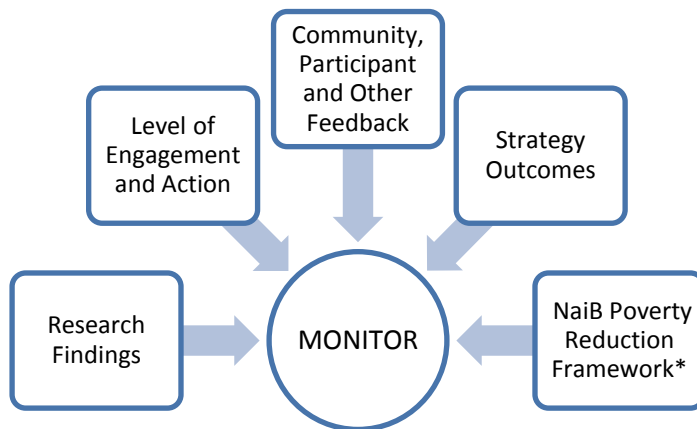 Community,
Participant
and Other
Feedback
Level of
Engagement
and Action
Strategy
Outcomes
Research
Findings
MONITOR
NaiB Poverty
Reduction
Framework*